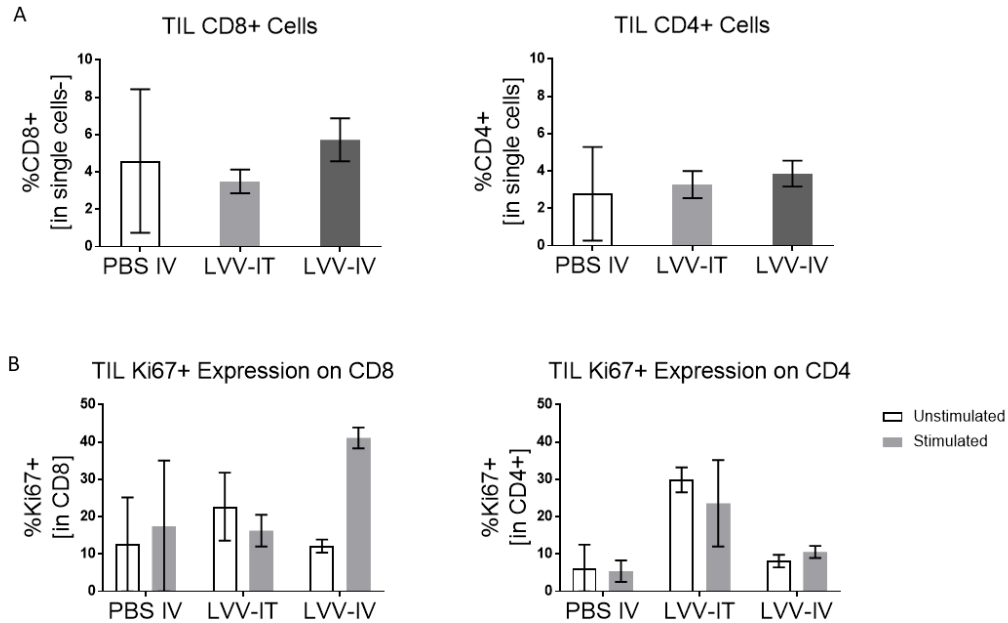 A
TIL CD8+ Cells
%CD8+
[in single cells-]
10
8
6
4
2
0
PBS IV LVV-IT LVV-IV
TIL CD4+ Cells
%CD4+
[in single cells]
10
8
6
4
2
0
PBS IV LVV-IT LVV-IV
B
TIL Ki67+ Expression on CD8
%Ki67+
[in CD8]
50
40
30
20
10
0
PBS IV LVV-IT LVV-IV
TIL Ki67+ Expression on CD4
%Ki67+
[in CD4+]
50
40
30
20
10
0
PBS IV LVV-IT LVV-IV
Unstimulated
Stimulated